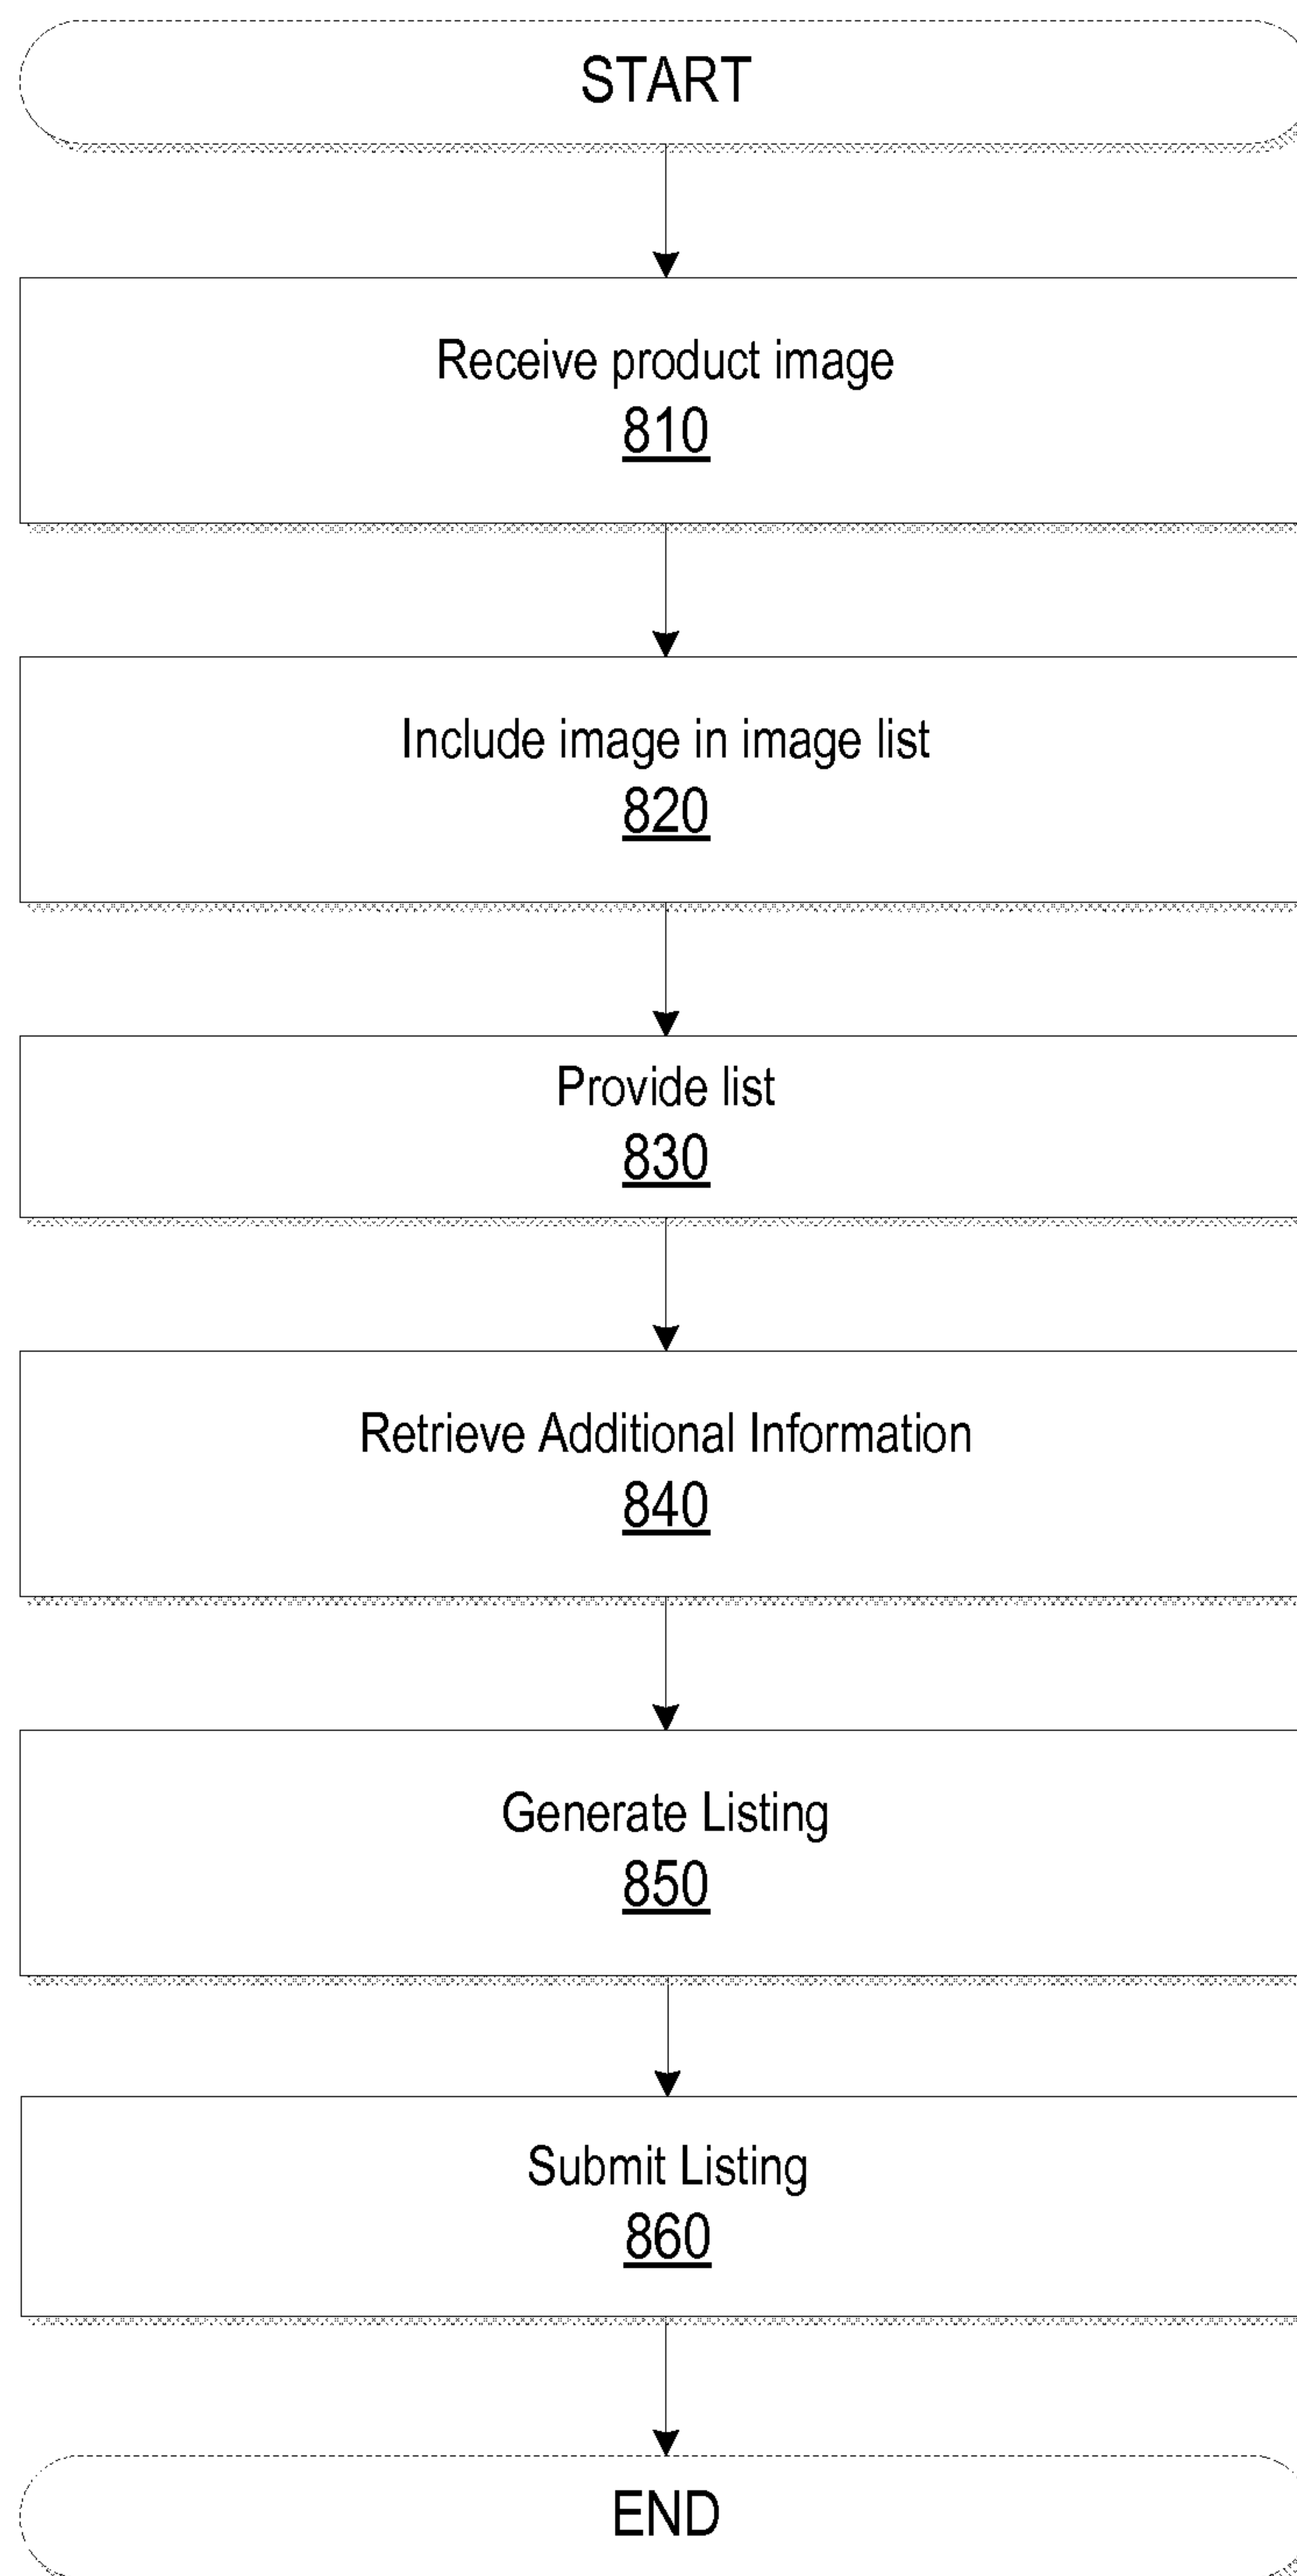 START
Receive product image
810
Include image in image list
820
Provide list
830
Retrieve Additional Information
840
Generate Listing
850
Submit Listing
860
END